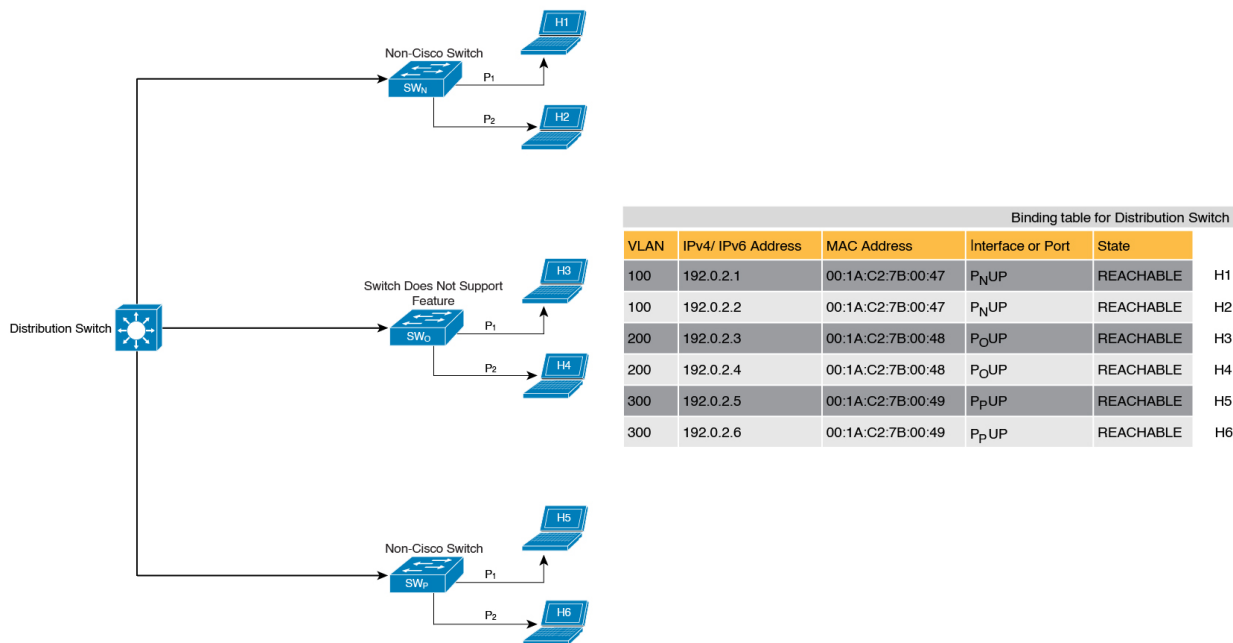 H1
Non-Cisco Switch
SWN
P1
P2
H2
H3
Switch Does Not Support
Feature
SWO
P1
P2
H4
Distribution Switch
H5
Non-Cisco Switch
SWP
P1
P2
H6
Binding table for Distribution Switch
VLAN IPv4/ IPv6 Address MAC Address Interface or Port State
100 192.0.2.1 00:1A:C2:7B:00:47 PNUP REACHABLE H1
100 192.0.2.2 00:1A:C2:7B:00:47 PNUP REACHABLE H2
200 192.0.2.3 00:1A:C2:7B:00:48 POUP REACHABLE H3
200 192.0.2.4 00:1A:C2:7B:00:48 POUP REACHABLE H4
300 192.0.2.5 00:1A:C2:7B:00:49 PPUP REACHABLE H5
300 192.0.2.6 00:1A:C2:7B:00:49 PPUP REACHABLE H6